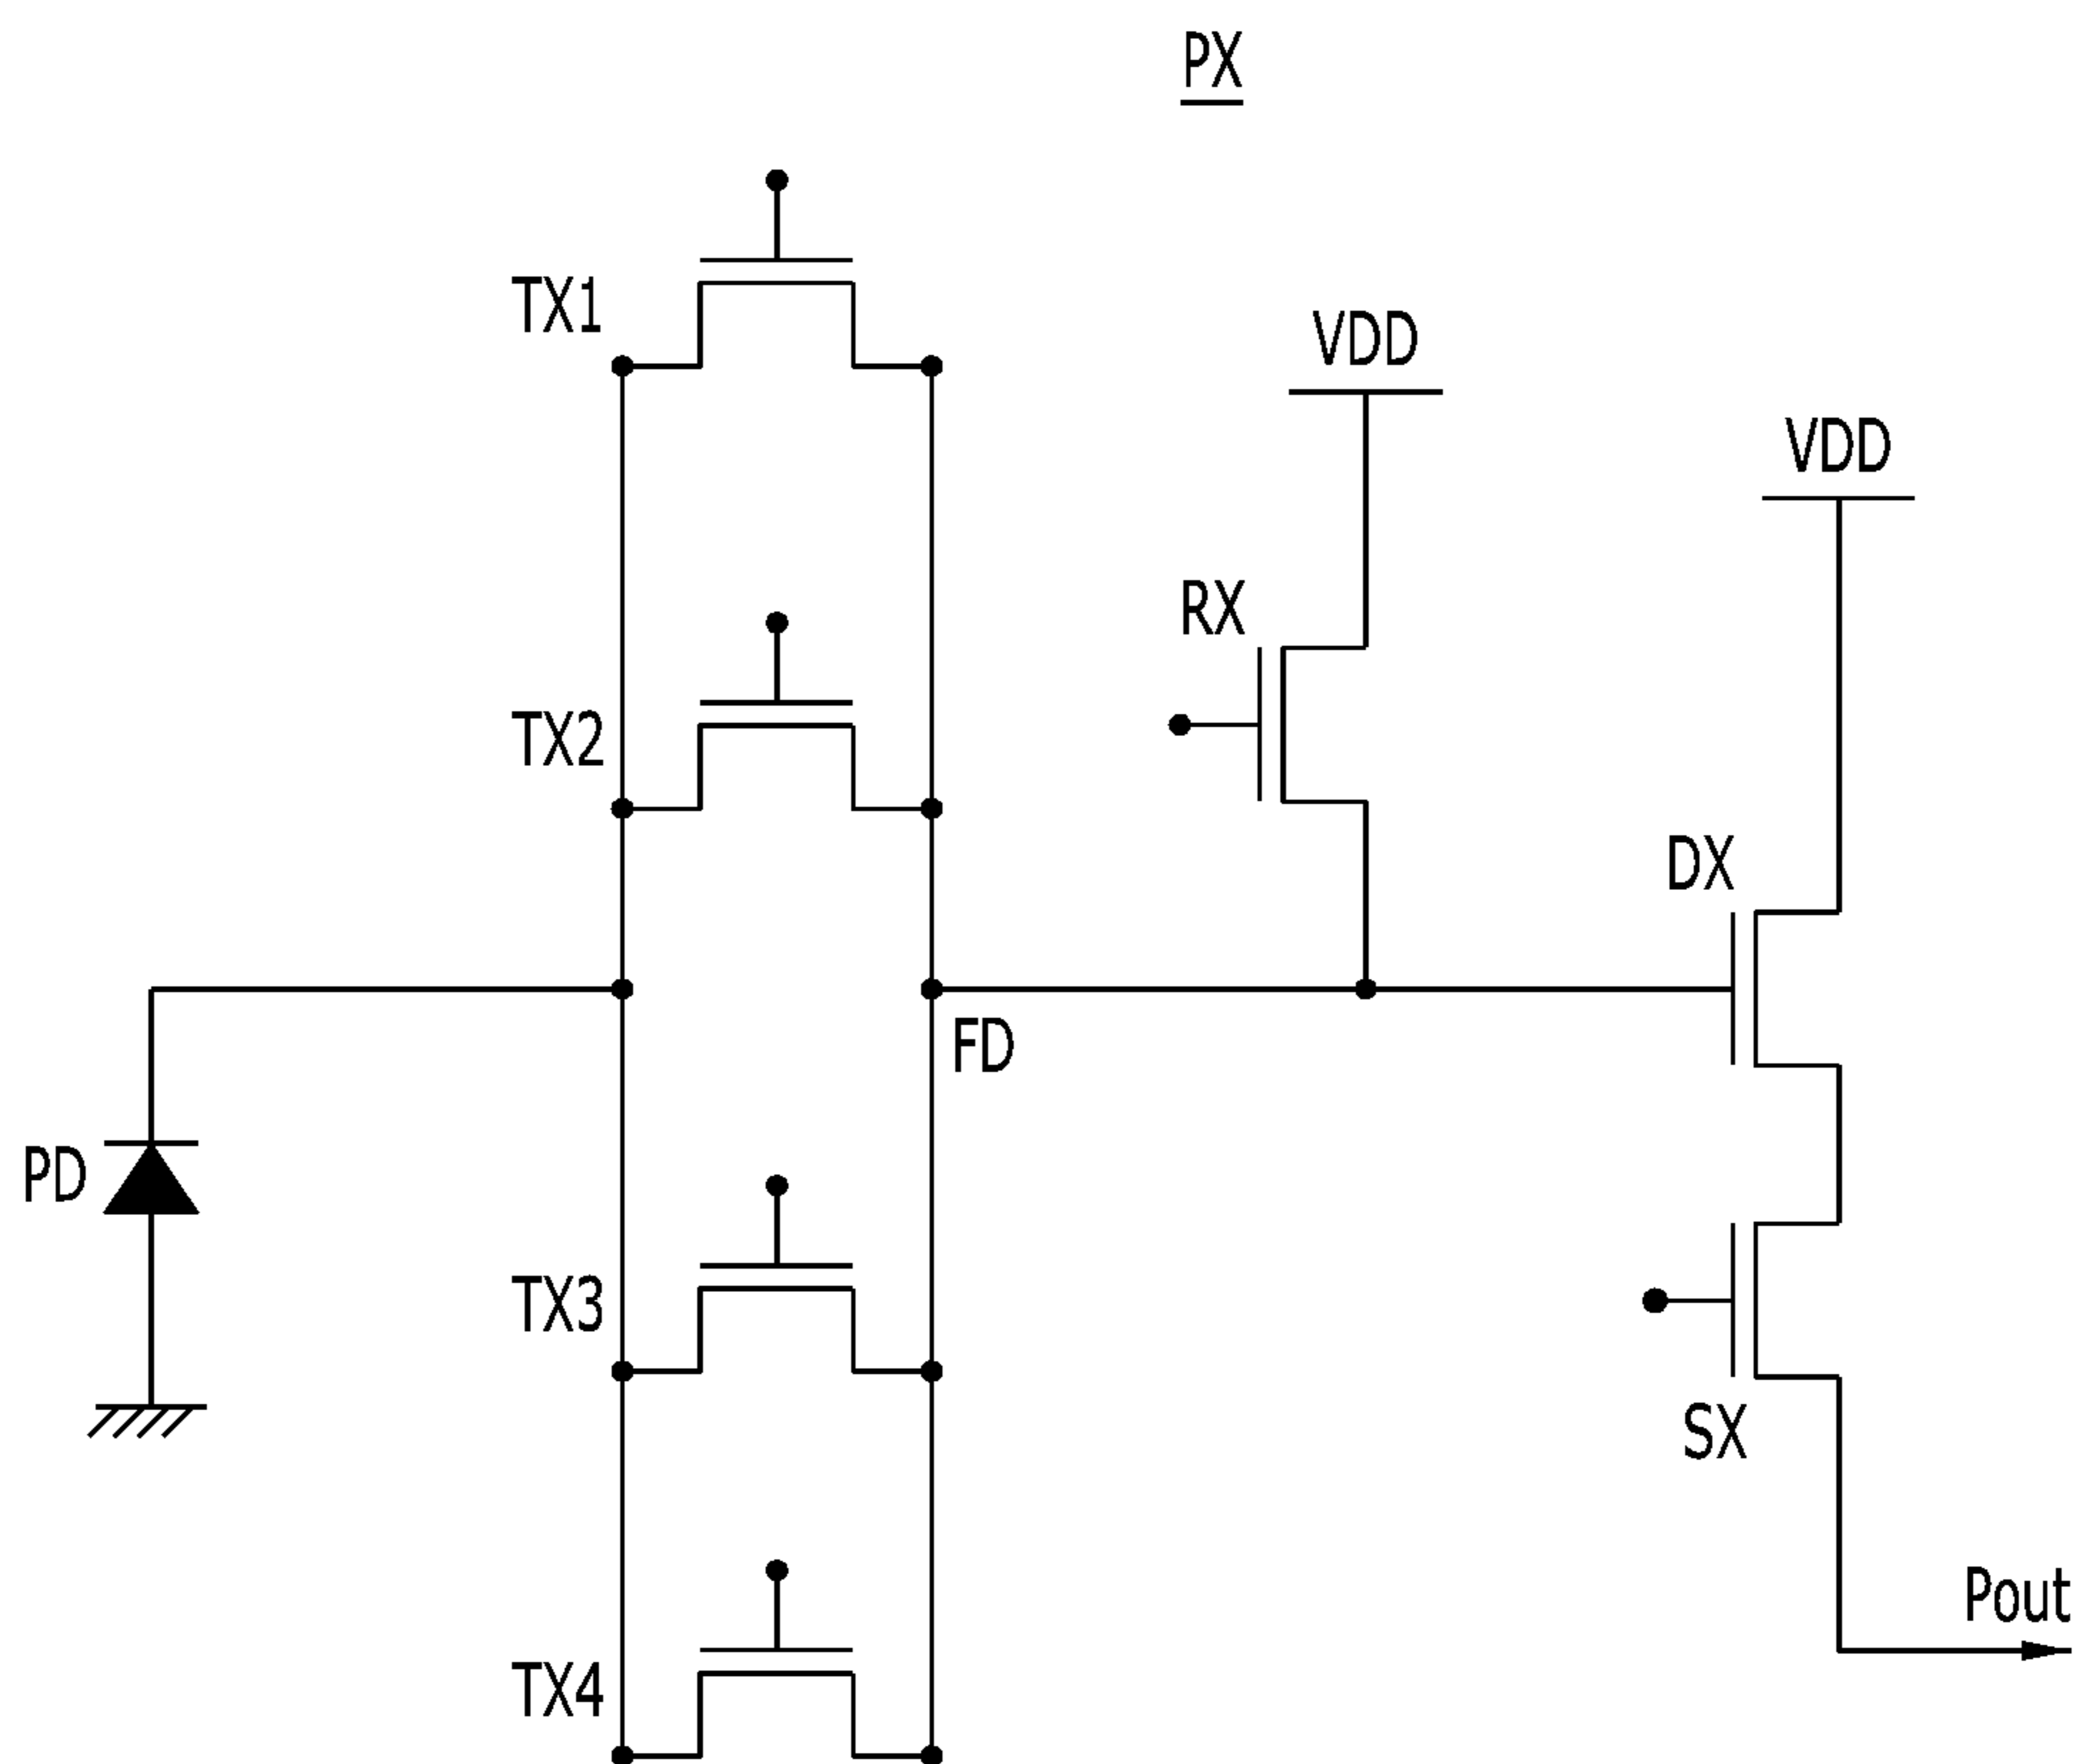 PX
TX1
VDD
VDD
RX
TX2
DX
FD
PD
TX3
SX
Pout
TX4